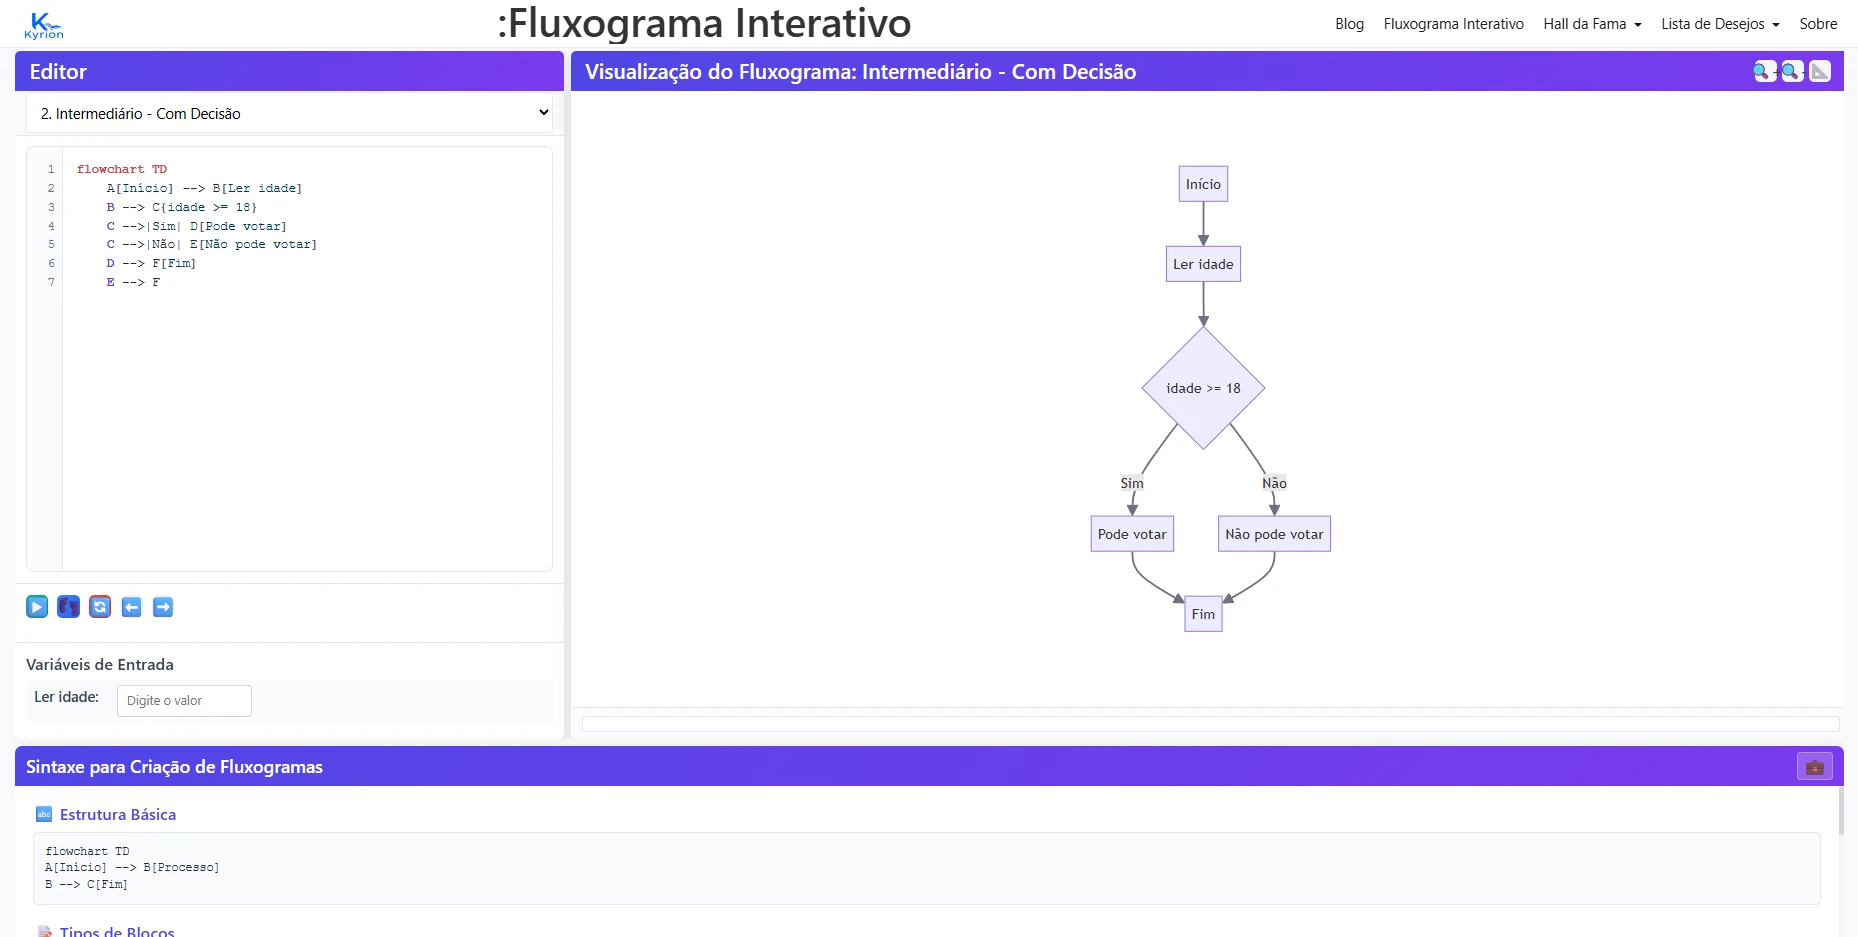 Kyrion
:Fluxograma Interativo
Blog
Fluxograma Interativo
Hall da Fama
Lista de Desejos
Sobre
Editor
2. Intermediário - Com Decisão
1 flowchart TD
2 A[Início] --> B[Ler idade]
3 B --> C{idade >= 18}
4 C -->|Sim| D[Pode votar]
5 C -->|Não| E[Não pode votar]
6 D --> F[Fim]
7 E --> F
Variáveis de Entrada
Ler idade:
Digite o valor
Visualização do Fluxograma: Intermediário - Com Decisão
Início
Ler idade
idade >= 18
Sim
Não
Pode votar
Não pode votar
Fim
Sintaxe para Criação de Fluxogramas
abc Estrutura Básica
flowchart TD
A[Início] --> B[Processo]
B --> C[Fim]
Tipos de Blocos